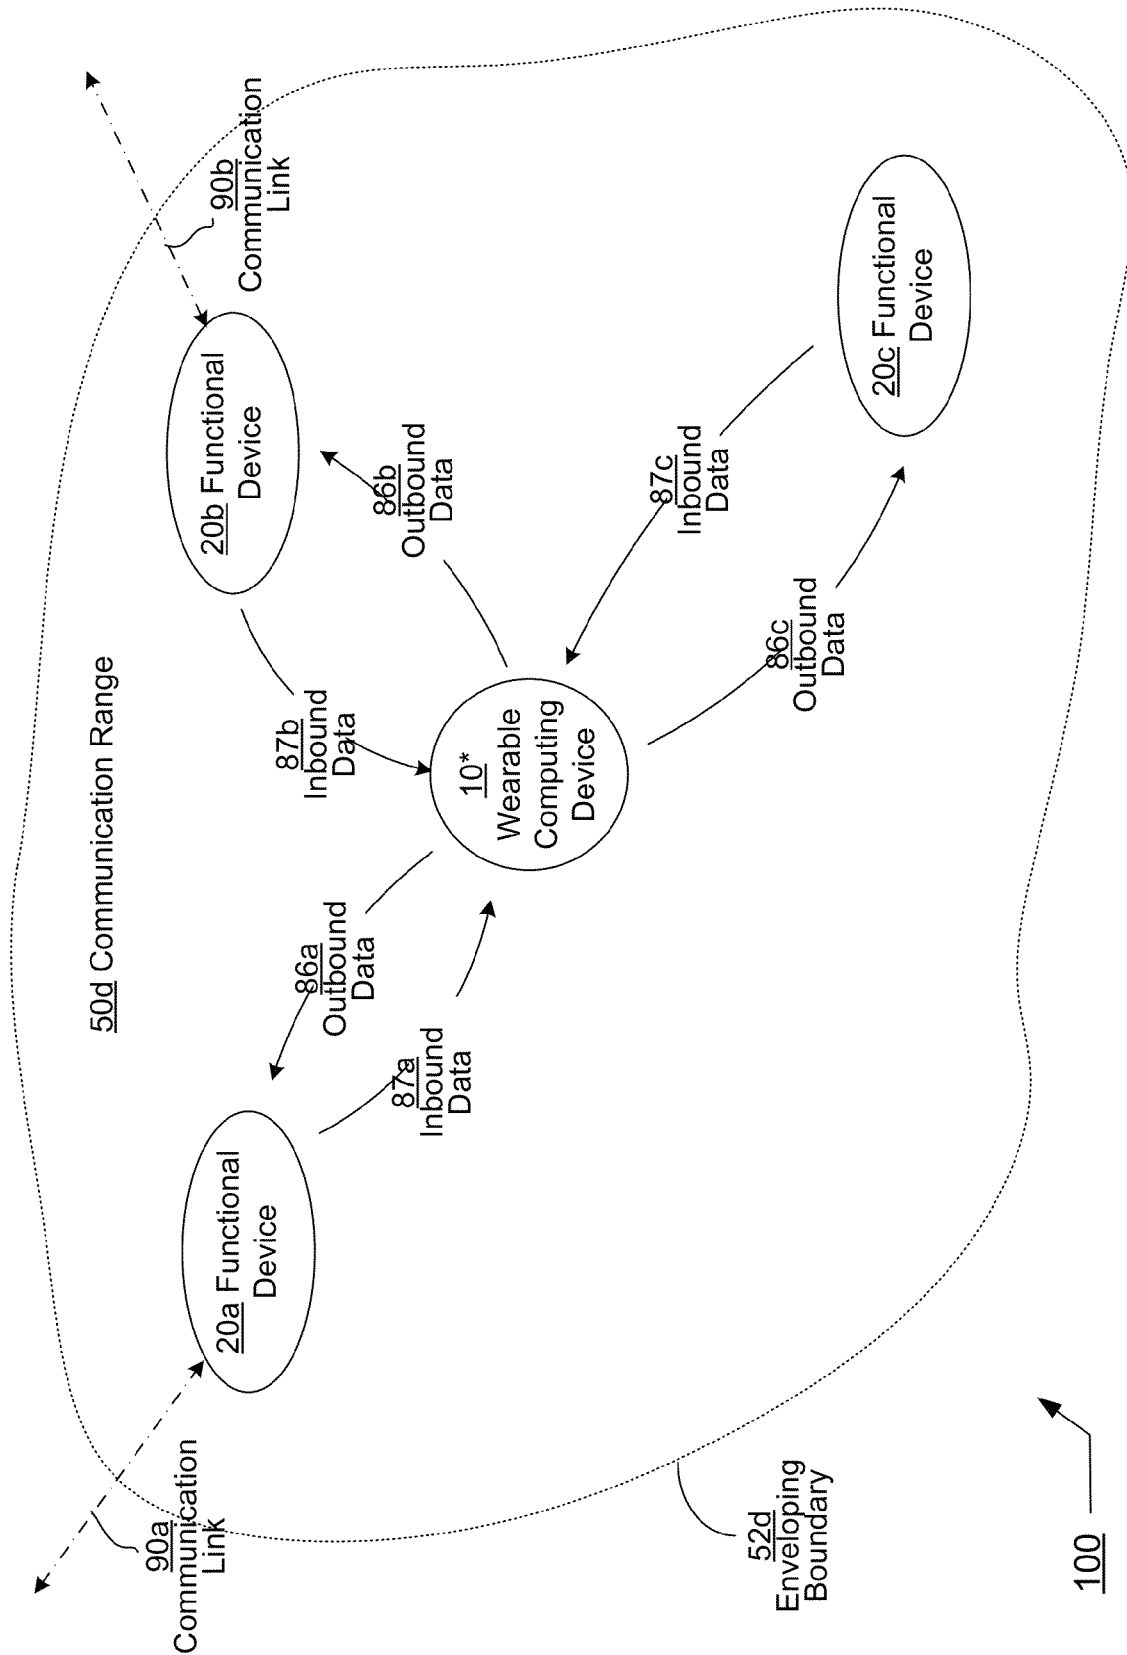 50d Communication Range
90a
Communication
Link
20a Functional
Device
86a
Outbound
Data
87a
Inbound
Data
87b
Inbound
Data
10*
Wearable
Computing
Device
20b Functional
Device
86b
Outbound
Data
90b
Communication
Link
87c
Inbound
Data
86c
Outbound
Data
20c Functional
Device
52d
Enveloping
Boundary
100